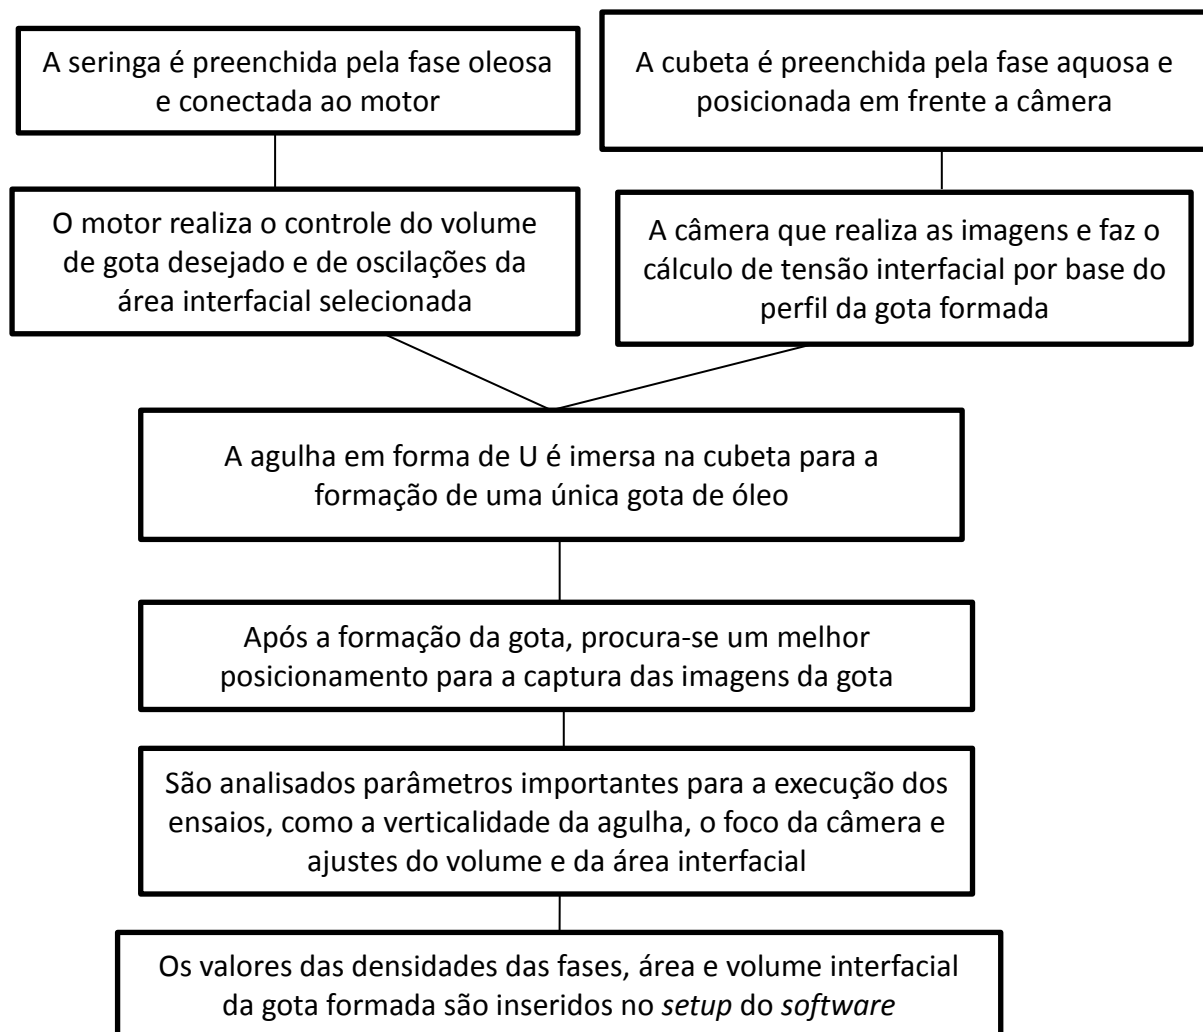 A seringa é preenchida pela fase oleosa
e conectada ao motor
A cubeta é preenchida pela fase aquosa e
posicionada em frente a câmera
O motor realiza o controle do volume
de gota desejado e de oscilações da
área interfacial selecionada
A câmera que realiza as imagens e faz o
cálculo de tensão interfacial por base do
perfil da gota formada
A agulha em forma de U é imersa na cubeta para a
formação de uma única gota de óleo
Após a formação da gota, procura-se um melhor
posicionamento para a captura das imagens da gota
São analisados parâmetros importantes para a execução dos
ensaios, como a verticalidade da agulha, o foco da câmera e
ajustes do volume e da área interfacial
Os valores das densidades das fases, área e volume interfacial
da gota formada são inseridos no setup do software